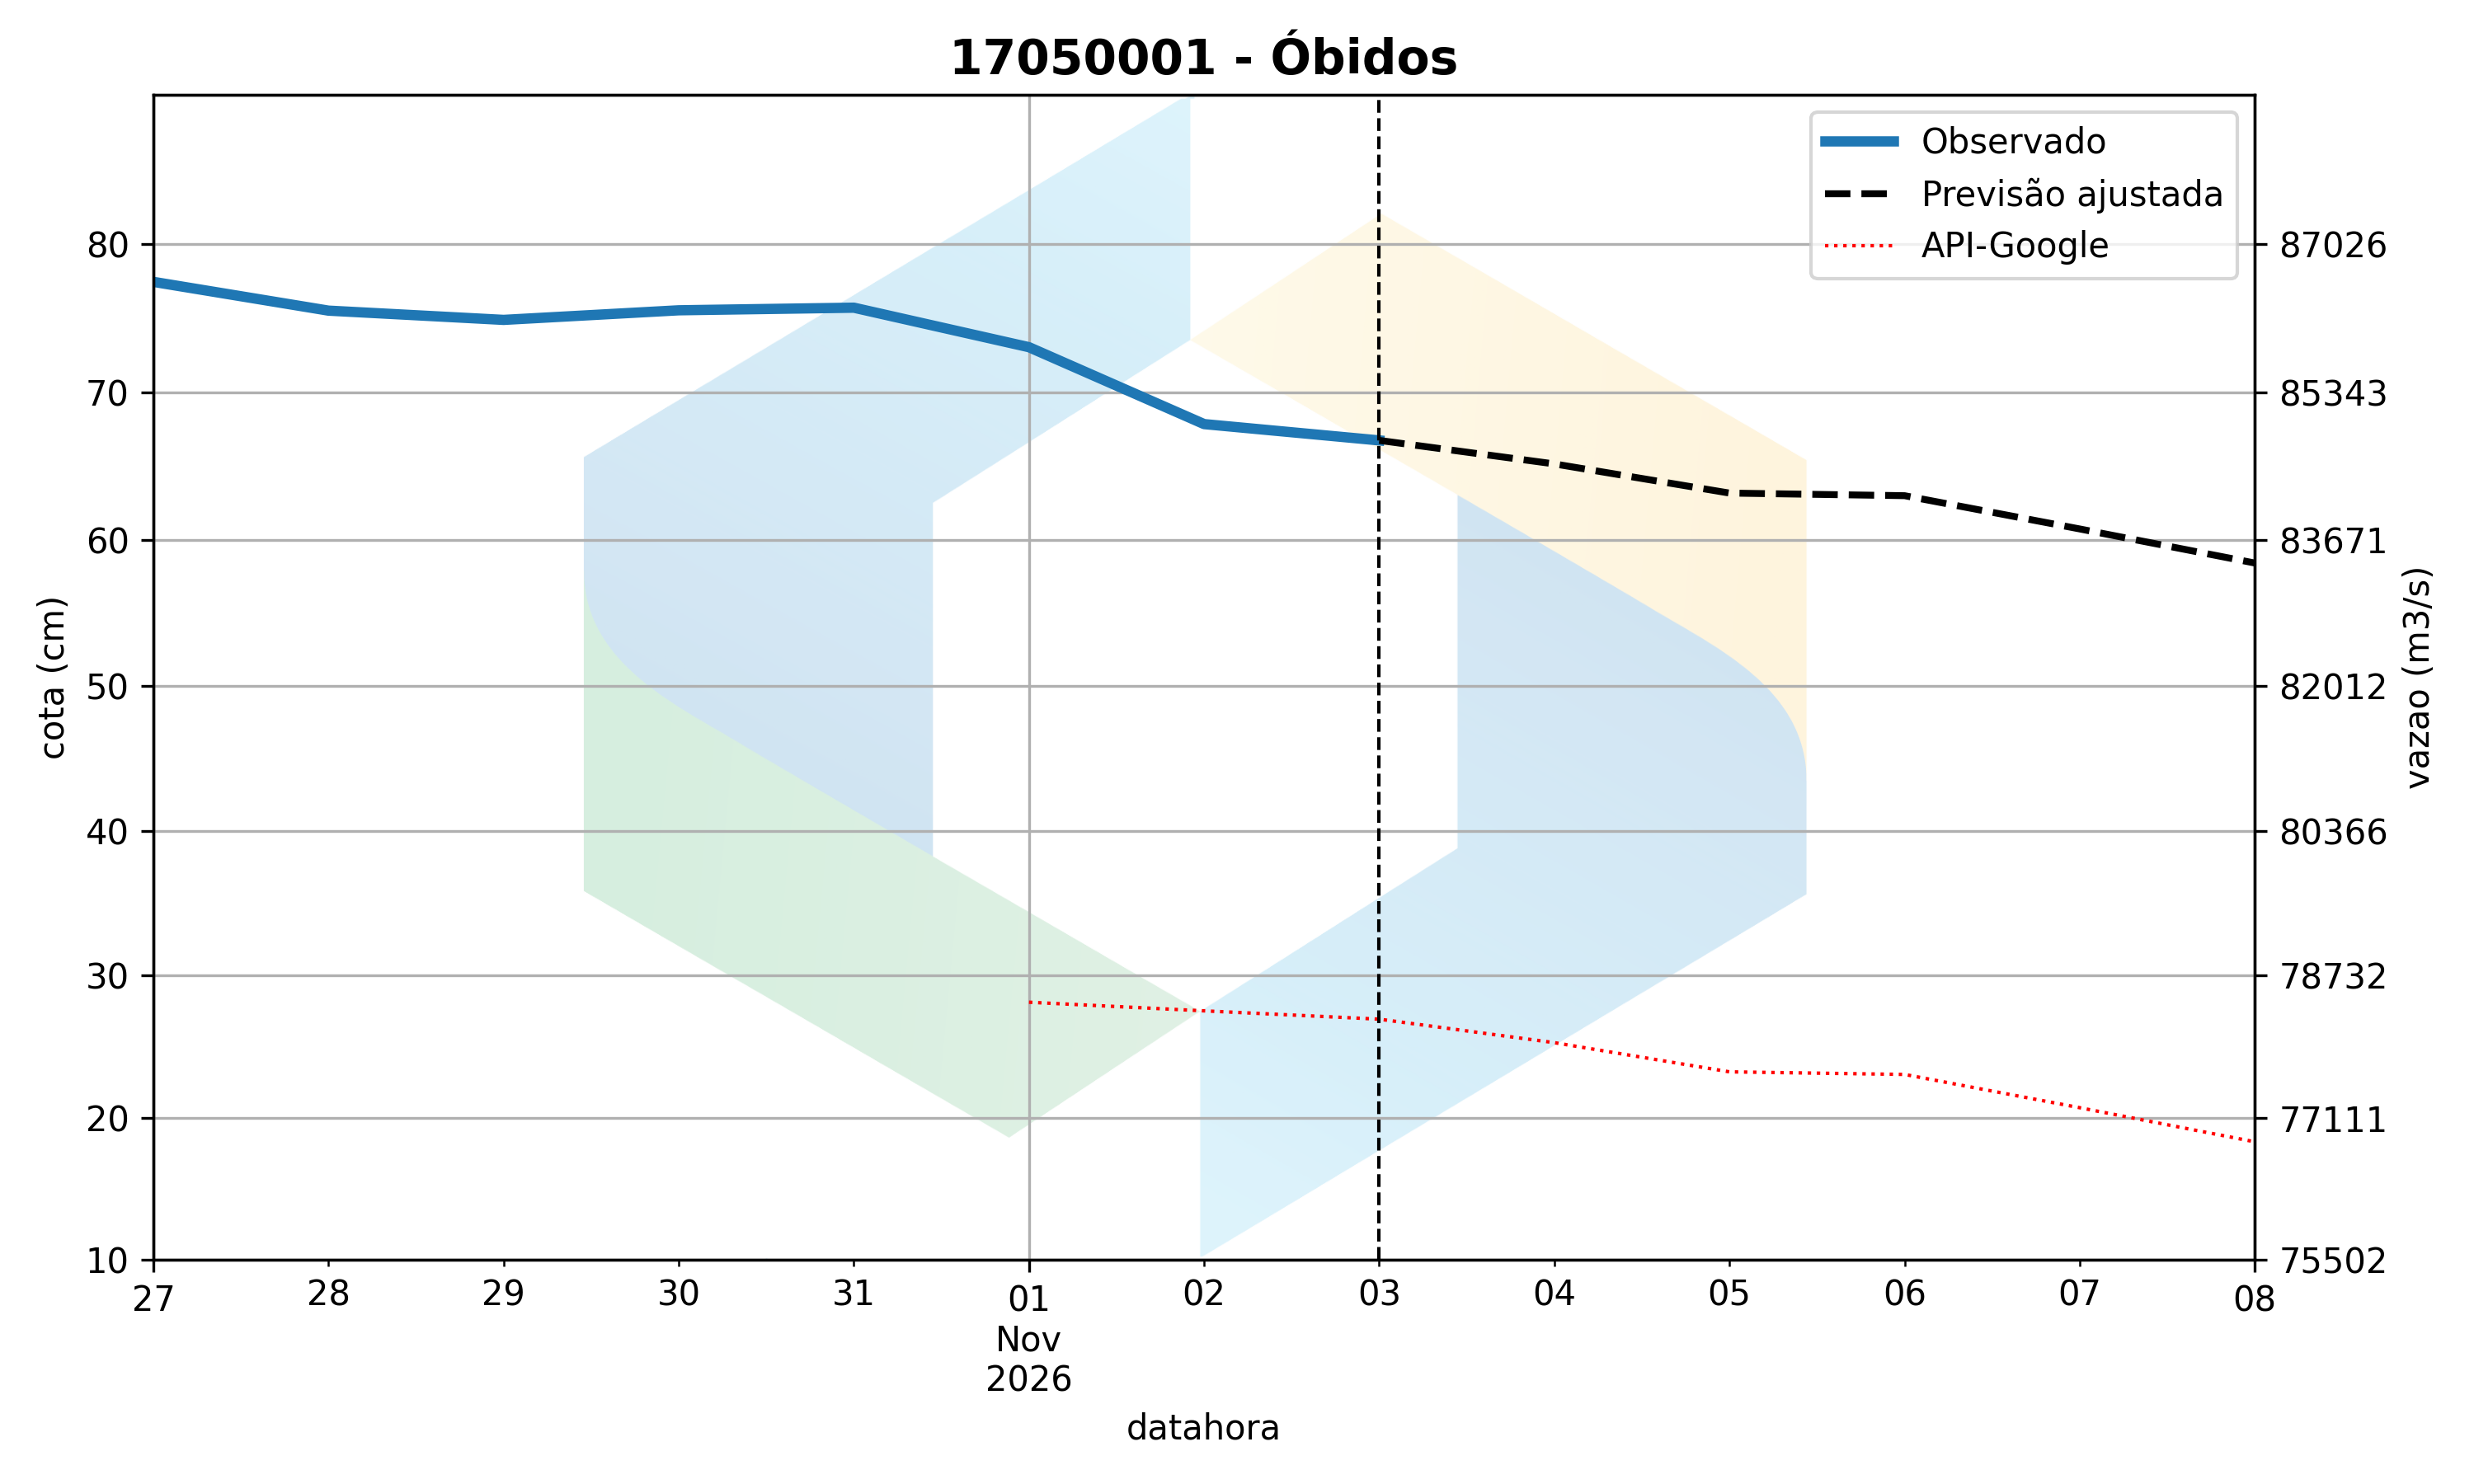 17050001 - Óbidos
Observado
Previsão ajustada
API-Google
80
70
60
50
40
30
20
10
cota (cm)
87026
85343
83671
82012
80366
78732
77111
75502
vazao (m3/s)
27 28 29 30 31 01 02 03 04 05 06 07 08
Nov
2026
datahora